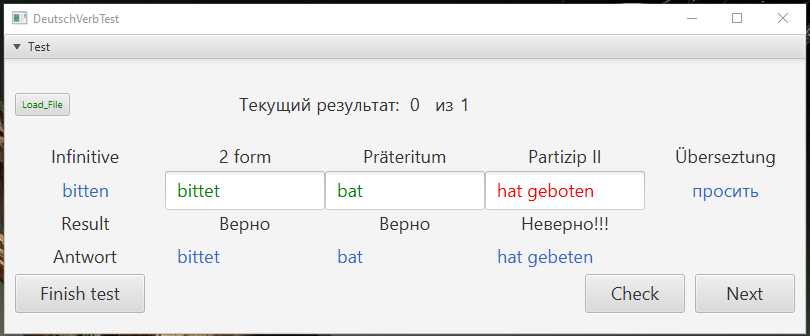 DeutschVerbTest
Test
Load_File Текущий результат: 0 из 1
Infinitive 2 form Präteritum Partizip II Überseztung
bitten bittet bat hat geboten просить
Result Верно Верно Неверно!!!
Antwort bittet bat hat gebeten
Finish test Check Next